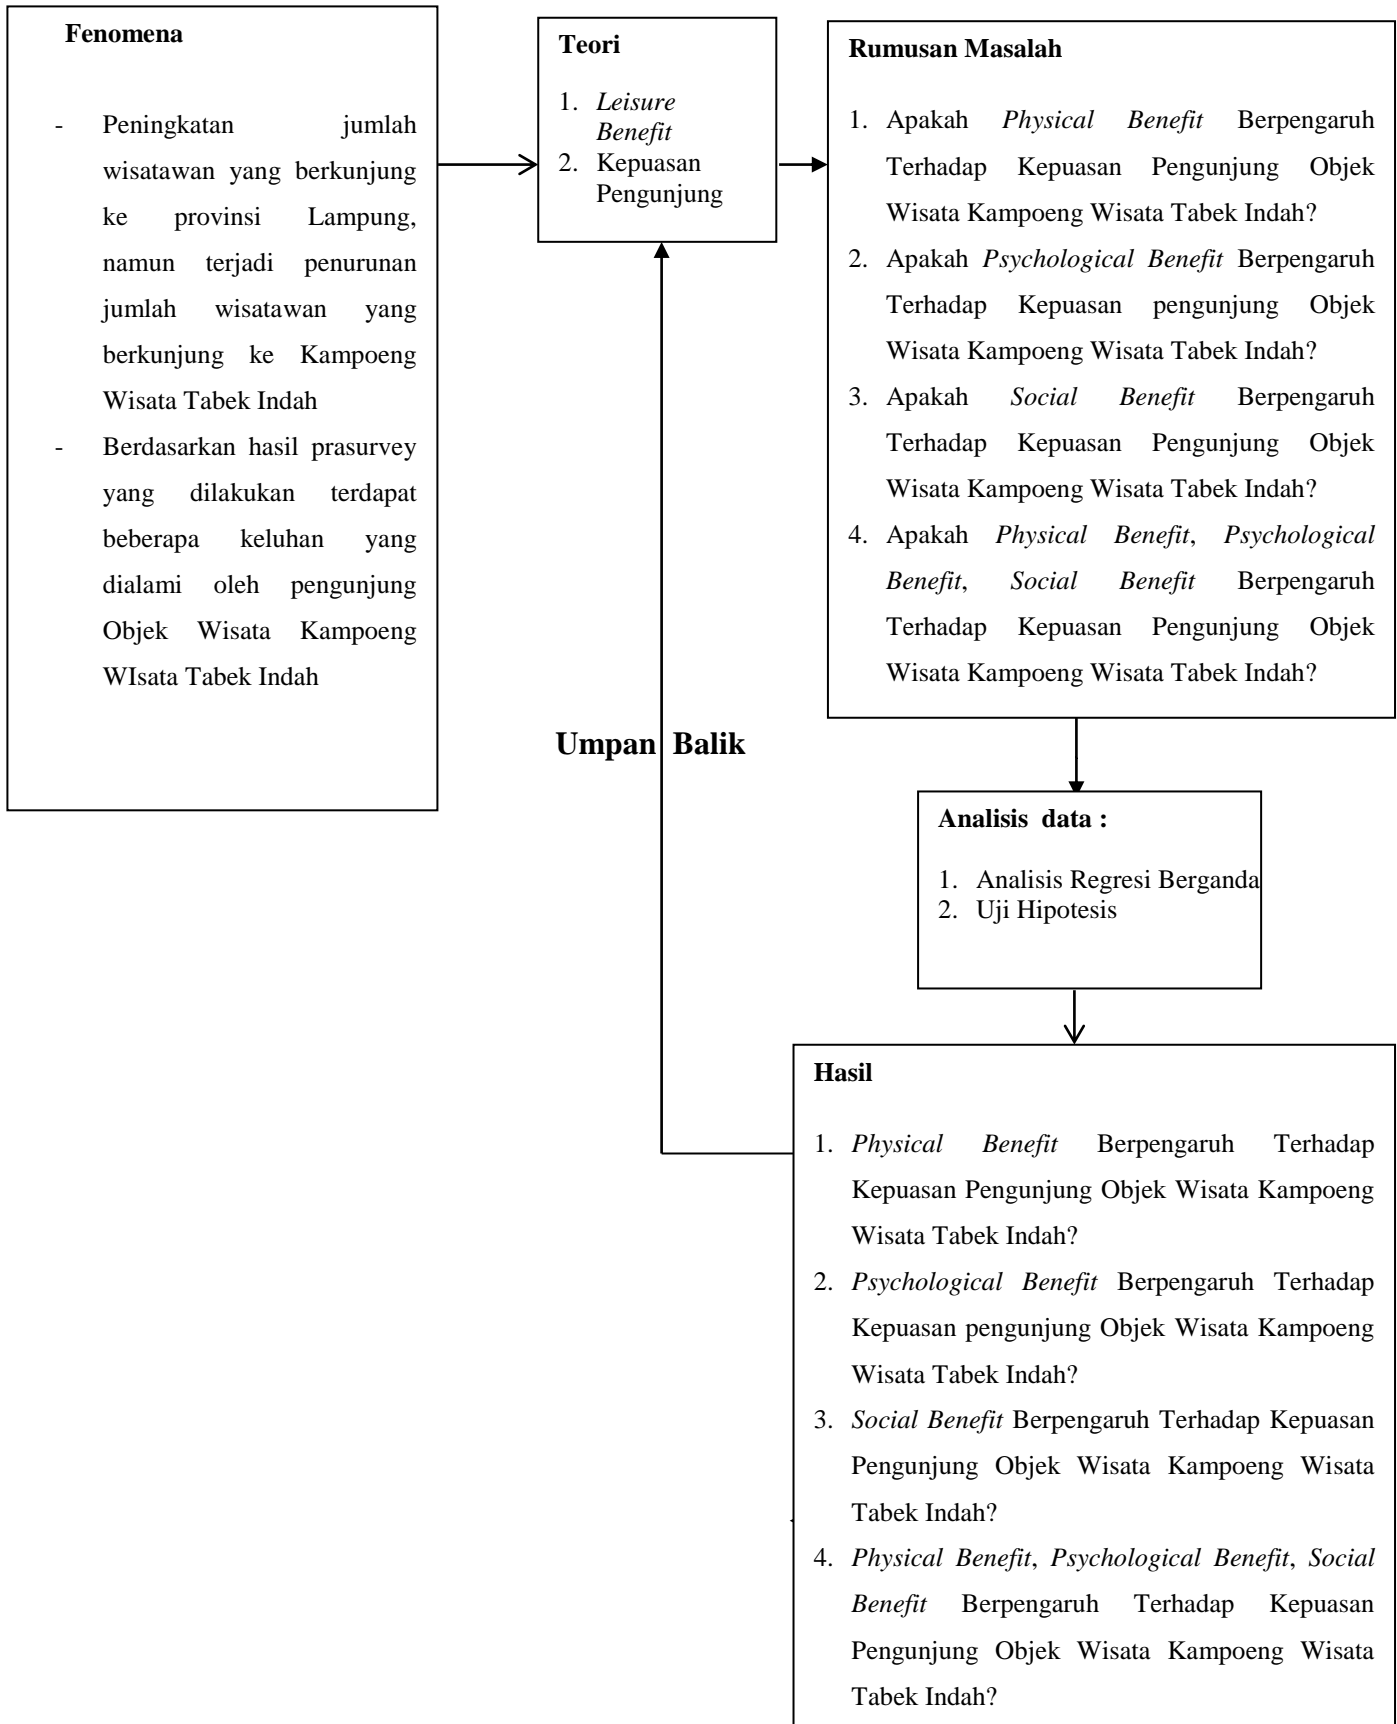 Fenomena
- Peningkatan jumlah
wisatawan yang berkunjung
ke provinsi Lampung,
namun terjadi penurunan
jumlah wisatawan yang
berkunjung ke Kampoeng
Wisata Tabek Indah
- Berdasarkan hasil prasurvey
yang dilakukan terdapat
beberapa keluhan yang
dialami oleh pengunjung
Objek Wisata Kampoeng
WIsata Tabek Indah
Teori
1. Leisure
Benefit
2. Kepuasan
Pengunjung
Rumusan Masalah
1. Apakah Physical Benefit Berpengaruh
Terhadap Kepuasan Pengunjung Objek
Wisata Kampoeng Wisata Tabek Indah?
2. Apakah Psychological Benefit Berpengaruh
Terhadap Kepuasan pengunjung Objek
Wisata Kampoeng Wisata Tabek Indah?
3. Apakah Social Benefit Berpengaruh
Terhadap Kepuasan Pengunjung Objek
Wisata Kampoeng Wisata Tabek Indah?
4. Apakah Physical Benefit, Psychological
Benefit, Social Benefit Berpengaruh
Terhadap Kepuasan Pengunjung Objek
Wisata Kampoeng Wisata Tabek Indah?
Umpan Balik
Analisis data :
1. Analisis Regresi Berganda
2. Uji Hipotesis
Hasil
1. Physical Benefit Berpengaruh Terhadap
Kepuasan Pengunjung Objek Wisata Kampoeng
Wisata Tabek Indah?
2. Psychological Benefit Berpengaruh Terhadap
Kepuasan pengunjung Objek Wisata Kampoeng
Wisata Tabek Indah?
3. Social Benefit Berpengaruh Terhadap Kepuasan
Pengunjung Objek Wisata Kampoeng Wisata
Tabek Indah?
4. Physical Benefit, Psychological Benefit, Social
Benefit Berpengaruh Terhadap Kepuasan
Pengunjung Objek Wisata Kampoeng Wisata
Tabek Indah?